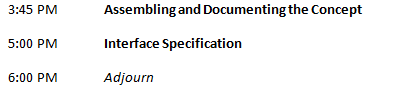 3:45 PM Assembling and Documenting the Concept
5:00 PM Interface Specification
6:00 PM Adjourn